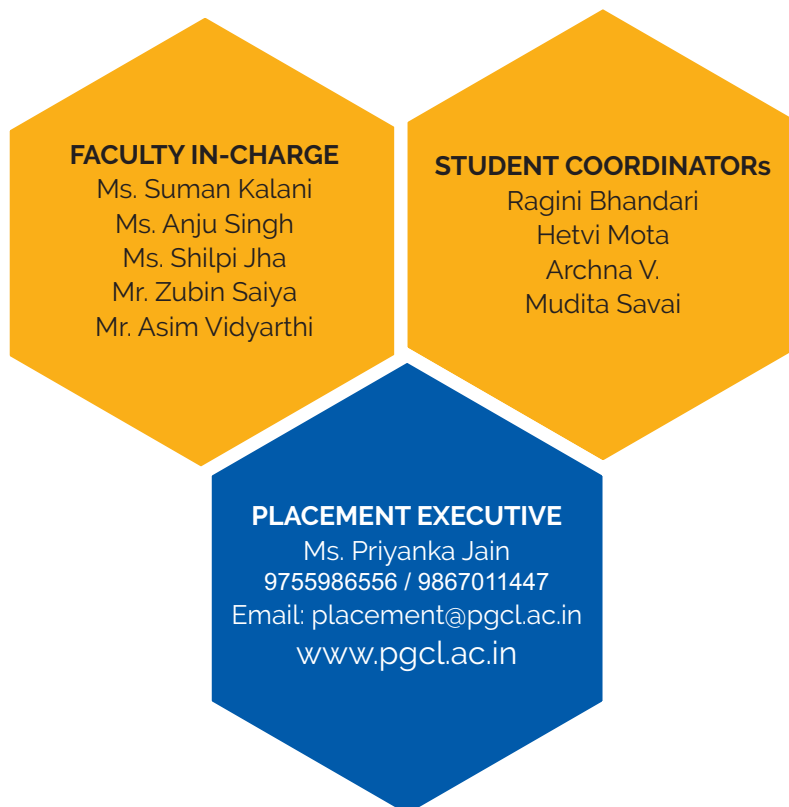 FACULTY IN-CHARGE
Ms. Suman Kalani
Ms. Anju Singh
Ms. Shilpi Jha
Mr. Zubin Saiya
Mr. Asim Vidyarthi
STUDENT COORDINATORs
Ragini Bhandari
Hetvi Mota
Archna V.
Mudita Savai
PLACEMENT EXECUTIVE
Ms. Priyanka Jain
9755986556 / 9867011447
Email: placement@pgcl.ac.in
www.pgcl.ac.in